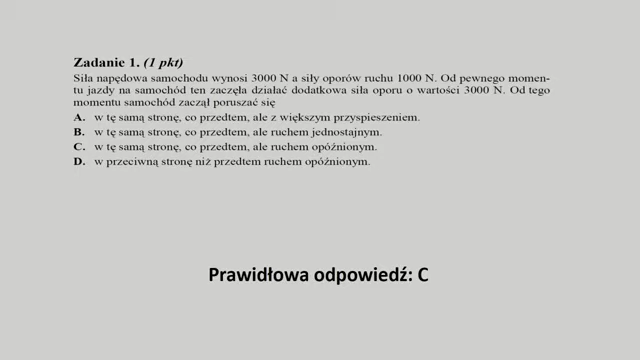 Zadanie 1. (1 pkt)
Siła napędowa samochodu wynosi 3000 N a siły oporów ruchu 1000 N. Od pewnego momen-
tu jazdy na samochód ten zaczęła działać dodatkowa siła oporu o wartości 3000 N. Od tego
momentu samochód zaczął poruszać się
A. w tę samą stronę, co przedtem, ale z większym przyspieszeniem.
B. w tę samą stronę, co przedtem, ale ruchem jednostajnym.
C. w tę samą stronę, co przedtem, ale ruchem opóźnionym.
D. w przeciwną stronę niż przedtem ruchem opóźnionym.
Prawidłowa odpowiedź: C